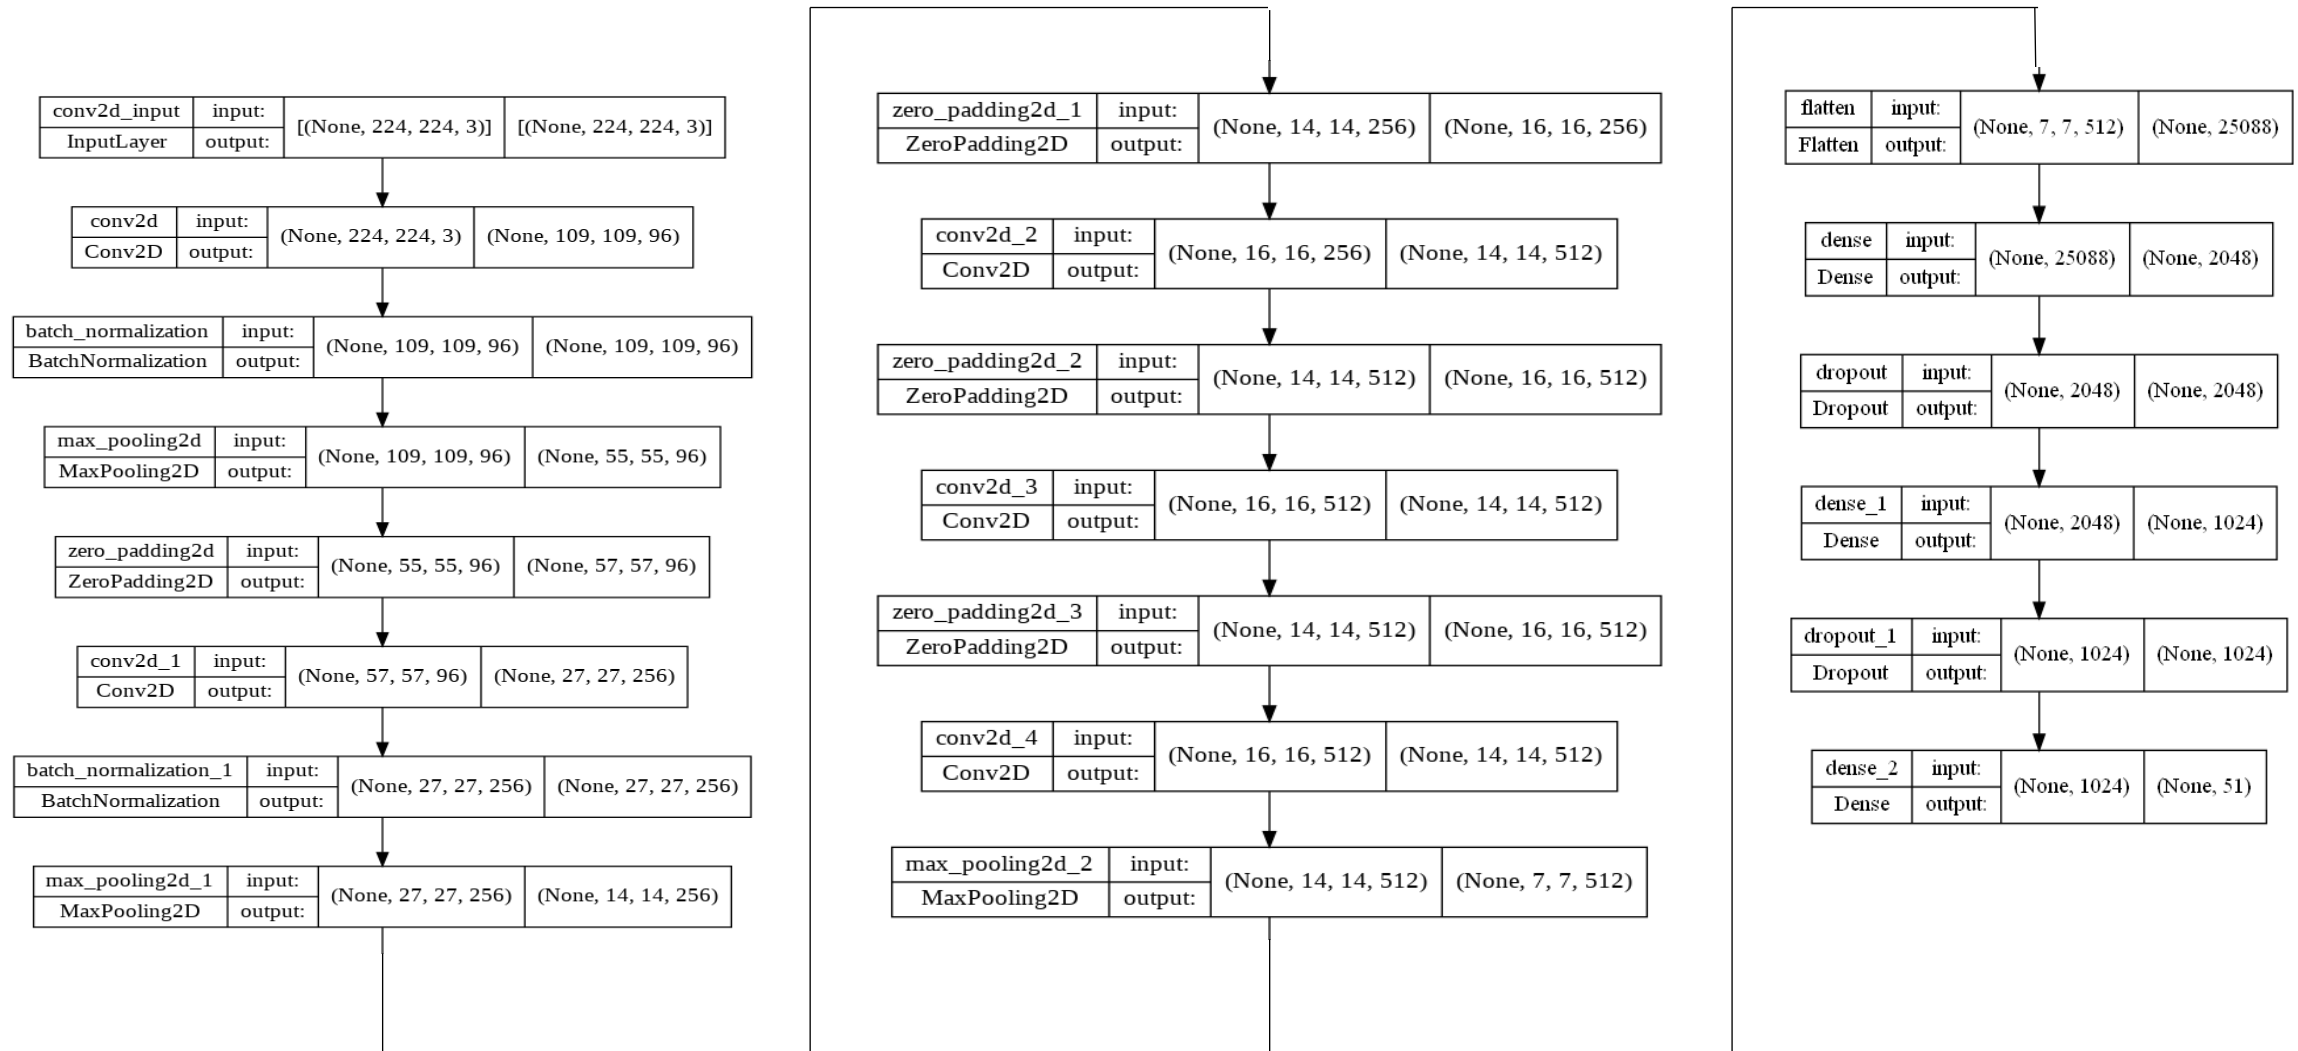 conv2d_input input: [(None, 224, 224, 3)] [(None, 224, 224, 3)]
InputLayer output:
conv2d input: (None, 224, 224, 3) (None, 109, 109, 96)
Conv2D output:
batch_normalization input: (None, 109, 109, 96) (None, 109, 109, 96)
BatchNormalization output:
max_pooling2d input: (None, 109, 109, 96) (None, 55, 55, 96)
MaxPooling2D output:
zero_padding2d input: (None, 55, 55, 96) (None, 57, 57, 96)
ZeroPadding2D output:
conv2d_1 input: (None, 57, 57, 96) (None, 27, 27, 256)
Conv2D output:
batch_normalization_1 input: (None, 27, 27, 256) (None, 27, 27, 256)
BatchNormalization output:
max_pooling2d_1 input: (None, 27, 27, 256) (None, 14, 14, 256)
MaxPooling2D output:
zero_padding2d_1 input: (None, 14, 14, 256) (None, 16, 16, 256)
ZeroPadding2D output:
conv2d_2 input: (None, 16, 16, 256) (None, 14, 14, 512)
Conv2D output:
zero_padding2d_2 input: (None, 14, 14, 512) (None, 16, 16, 512)
ZeroPadding2D output:
conv2d_3 input: (None, 16, 16, 512) (None, 14, 14, 512)
Conv2D output:
zero_padding2d_3 input: (None, 14, 14, 512) (None, 16, 16, 512)
ZeroPadding2D output:
conv2d_4 input: (None, 16, 16, 512) (None, 14, 14, 512)
Conv2D output:
max_pooling2d_2 input: (None, 14, 14, 512) (None, 7, 7, 512)
MaxPooling2D output:
flatten input: (None, 7, 7, 512) (None, 25088)
Flatten output:
dense input: (None, 25088) (None, 2048)
Dense output:
dropout input: (None, 2048) (None, 2048)
Dropout output:
dense_1 input: (None, 2048) (None, 1024)
Dense output:
dropout_1 input: (None, 1024) (None, 1024)
Dropout output:
dense_2 input: (None, 1024) (None, 51)
Dense output: